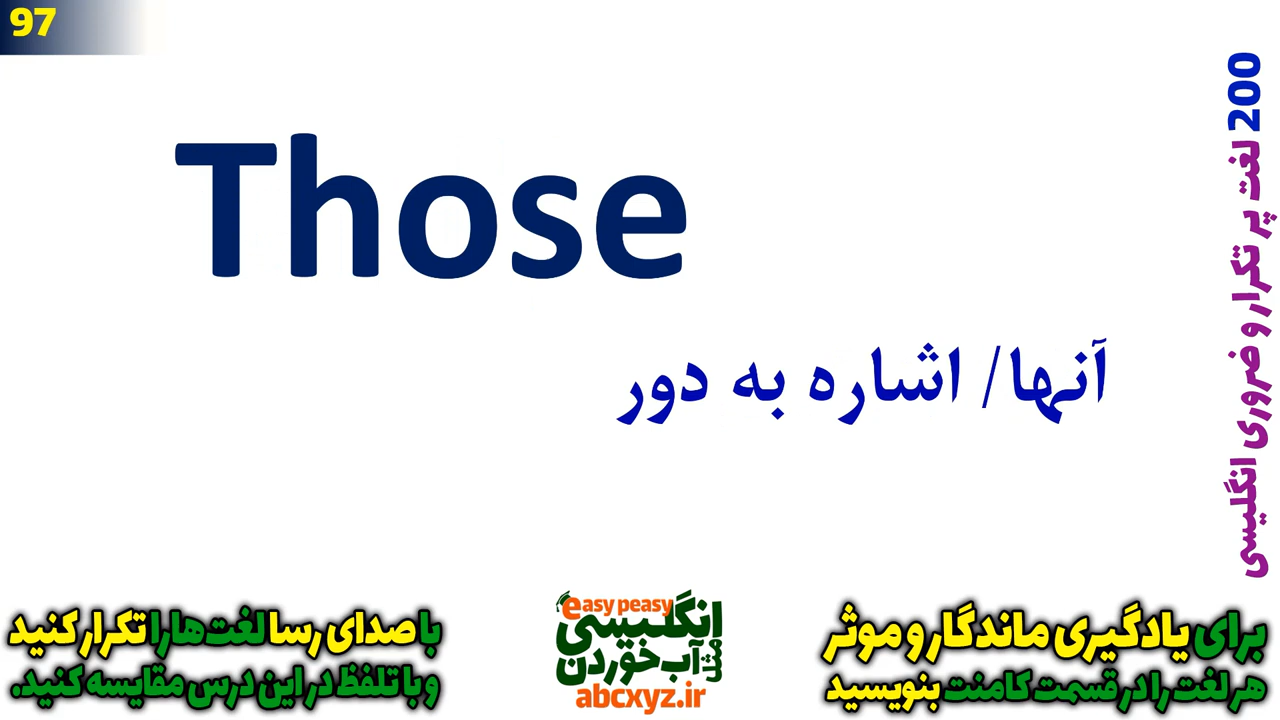 97
Those
آنها/ اشاره به دور
200 لغت پر تکرار و ضروری انگلیسی
برای یادگیری ماندگار و موثر
هر لغت را در قسمت کامنت بنویسید
easy peasy
انگلیسی
مثل آب خوردن
abcxyz.ir
با صدای رسا لغت‌ها را تکرار کنید
و با تلفظ در این درس مقایسه کنید.